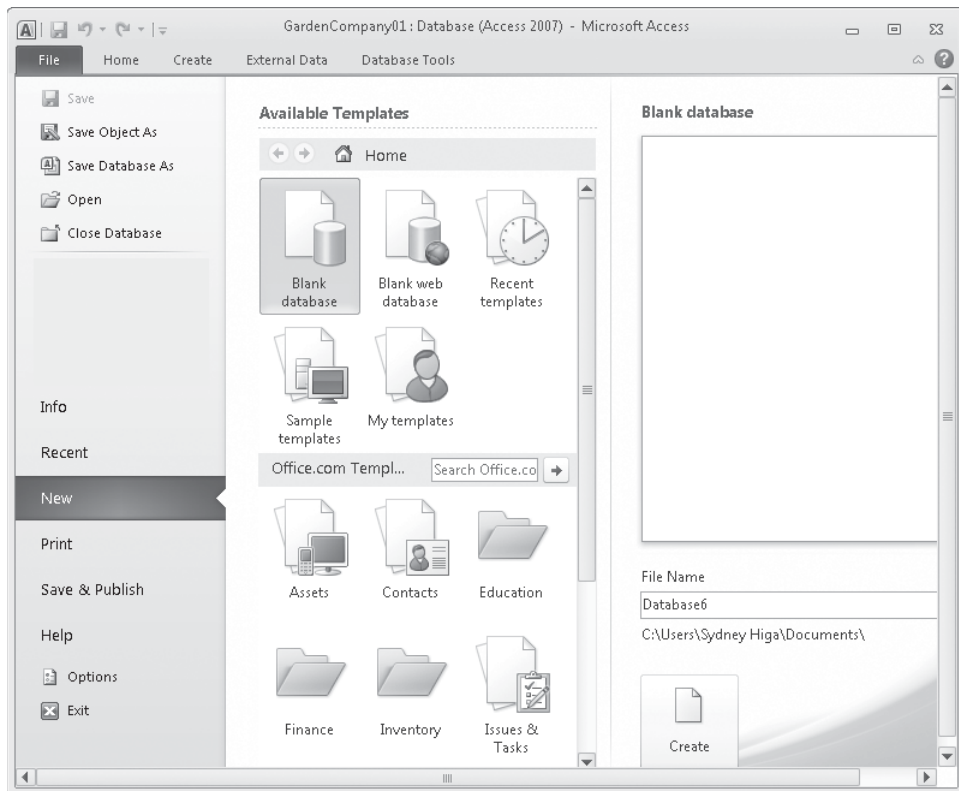 GardenCompany01 : Database (Access 2007) - Microsoft Access
File Home Create External Data Database Tools
Save
Save Object As
Save Database As
Open
Close Database
Info
Recent
New
Print
Save & Publish
Help
Options
Exit
Available Templates
Home
Blank
database
Blank web
database
Recent
templates
Sample
templates
My templates
Office.com Templ...
Search Office.co
Assets
Contacts
Education
Finance
Inventory
Issues &
Tasks
Blank database
File Name
Database6
C:\Users\Sydney Higa\Documents\
Create